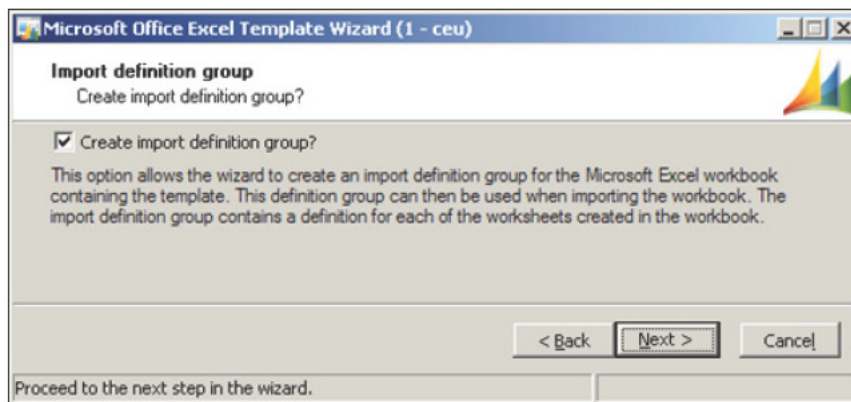 Microsoft Office Excel Template Wizard (1 - ceu)
Import definition group
Create import definition group?
Create import definition group?
This option allows the wizard to create an import definition group for the Microsoft Excel workbook
containing the template. This definition group can then be used when importing the workbook. The
import definition group contains a definition for each of the worksheets created in the workbook.
< Back Next > Cancel
Proceed to the next step in the wizard.